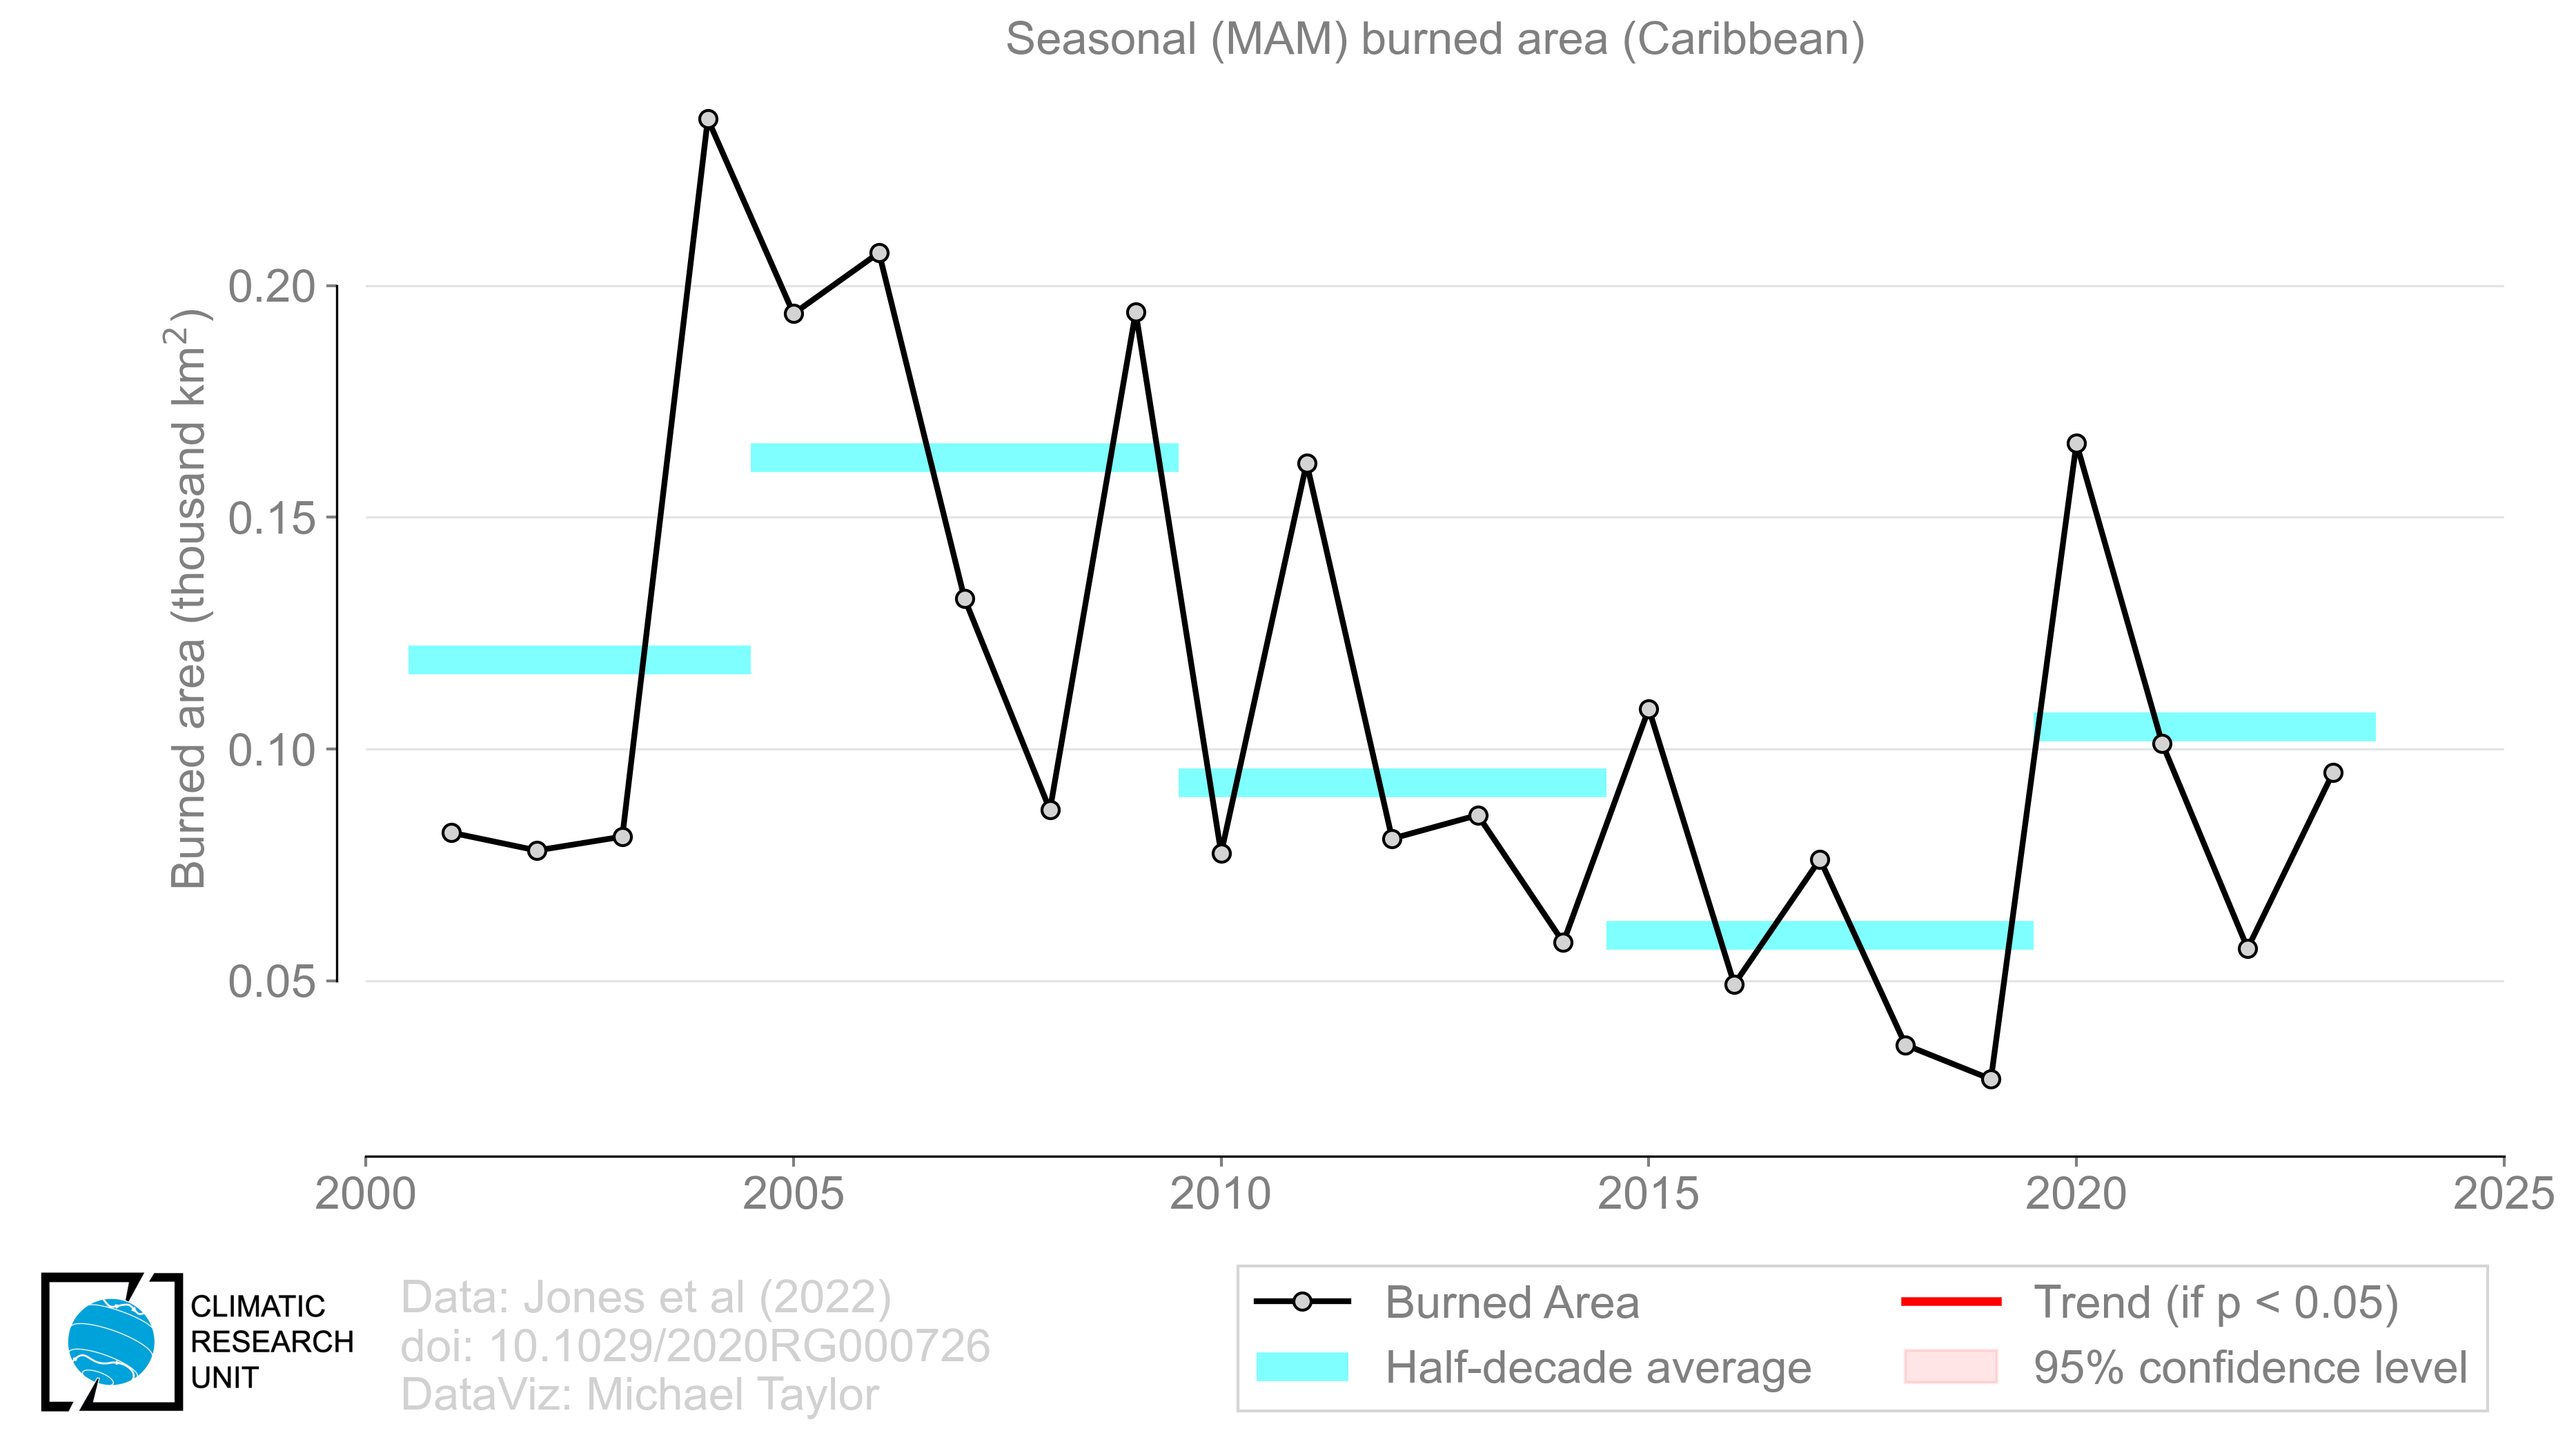 Seasonal (MAM) burned area (Caribbean)
Burned area (thousand km²)
0.20
0.15
0.10
0.05
2000 2005 2010 2015 2020 2025
CLIMATIC
RESEARCH
UNIT
Data: Jones et al (2022)
doi: 10.1029/2020RG000726
DataViz: Michael Taylor
Burned Area
Half-decade average
Trend (if p < 0.05)
95% confidence level